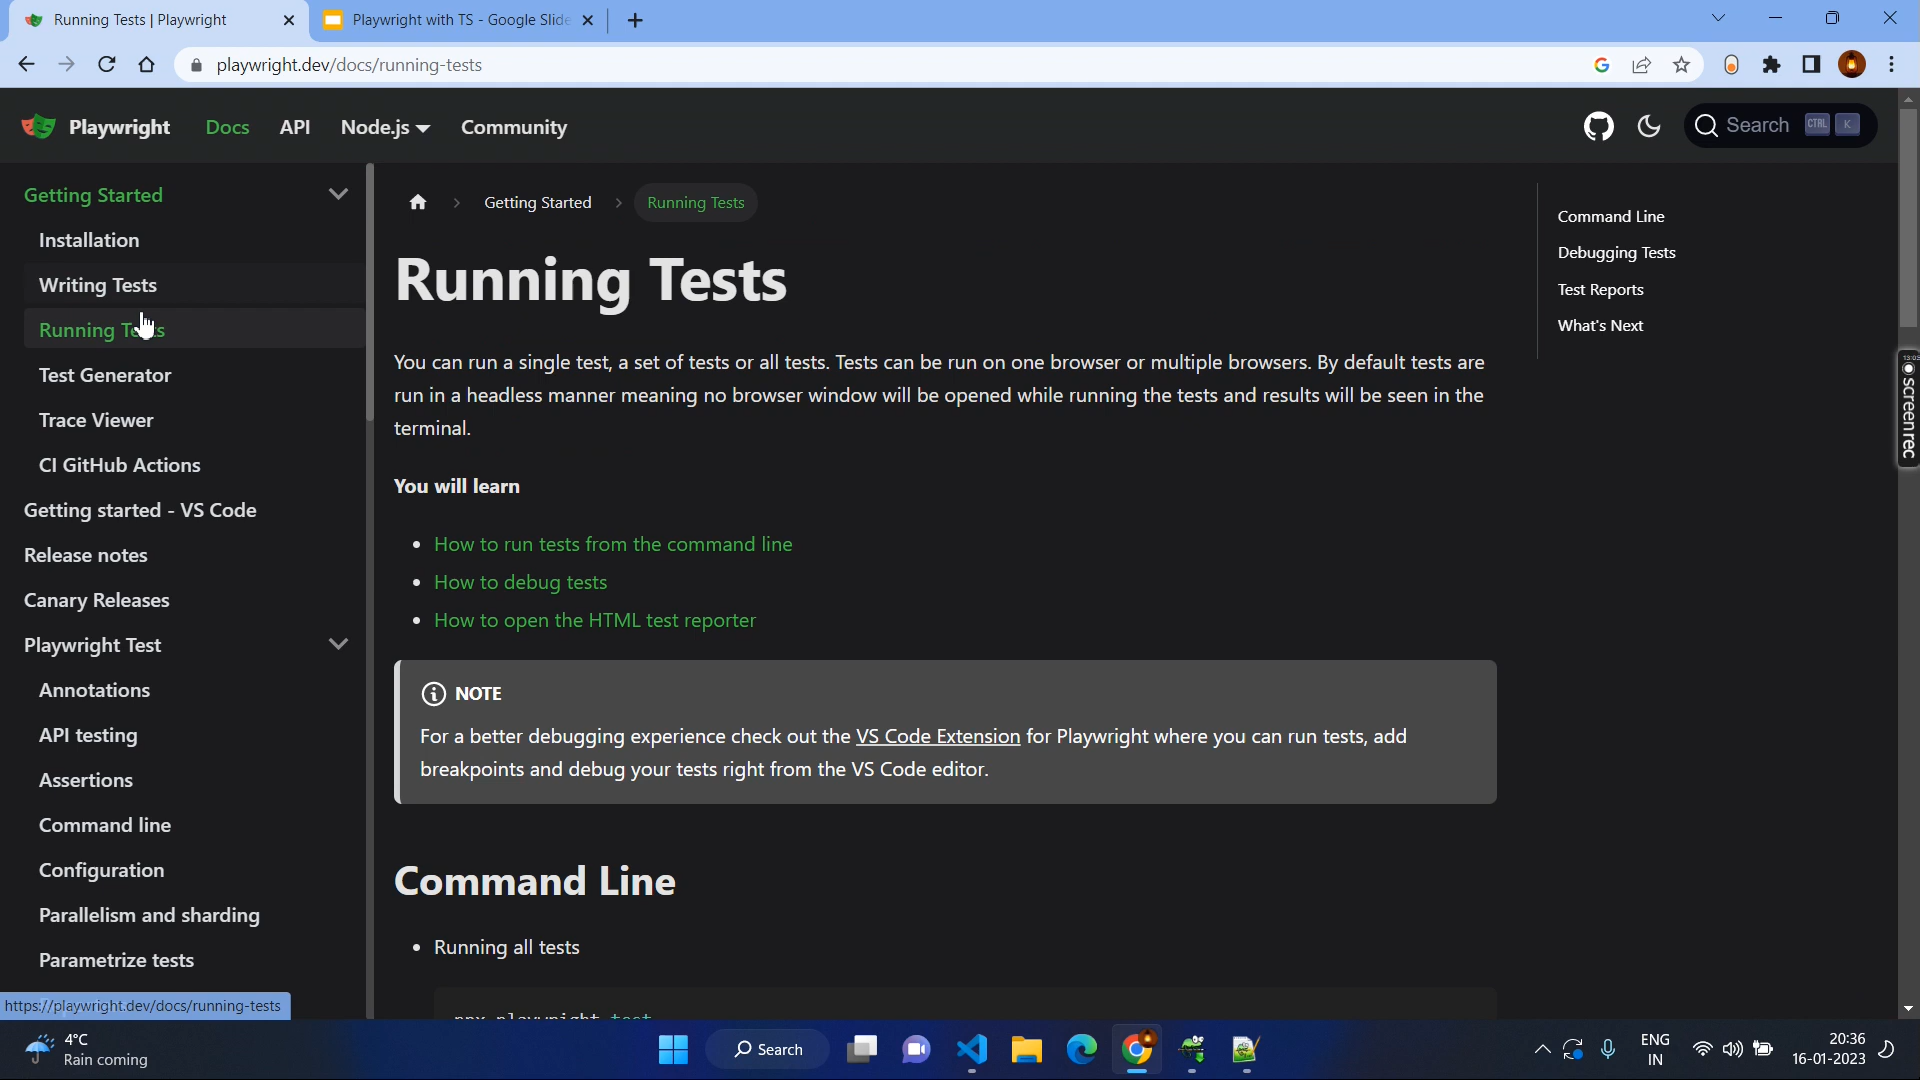 Running Tests | Playwright
Playwright with TS - Google Slide
playwright.dev/docs/running-tests
Playwright
Docs
API
Node.js
Community
Search
CTRL
K
Getting Started
Installation
Writing Tests
Running Tests
Test Generator
Trace Viewer
CI GitHub Actions
Getting started - VS Code
Release notes
Canary Releases
Playwright Test
Annotations
API testing
Assertions
Command line
Configuration
Parallelism and sharding
Parametrize tests
https://playwright.dev/docs/running-tests
Getting Started
Running Tests
Running Tests
You can run a single test, a set of tests or all tests. Tests can be run on one browser or multiple browsers. By default tests are
run in a headless manner meaning no browser window will be opened while running the tests and results will be seen in the
terminal.
You will learn
How to run tests from the command line
How to debug tests
How to open the HTML test reporter
NOTE
For a better debugging experience check out the VS Code Extension for Playwright where you can run tests, add
breakpoints and debug your tests right from the VS Code editor.
Command Line
Running all tests
npx playwright test
Command Line
Debugging Tests
Test Reports
What's Next
screenrec
4°C
Rain coming
Search
ENG
IN
20:36
16-01-2023